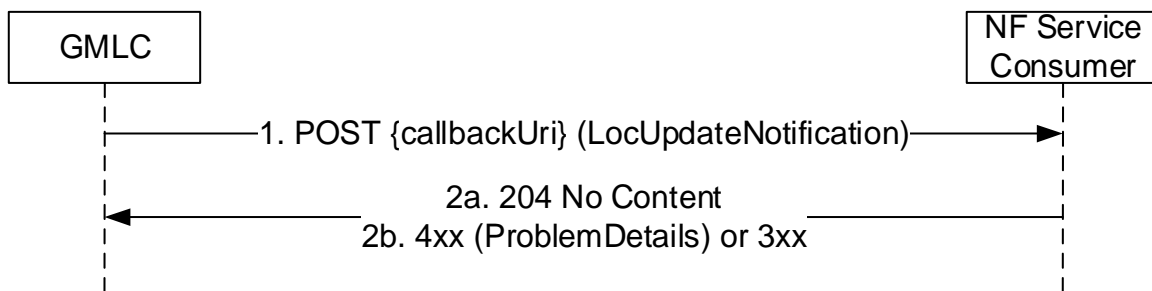 GMLC
NF Service
Consumer
1. POST {callbackUri} (LocUpdateNotification)
2a. 204 No Content
2b. 4xx (ProblemDetails) or 3xx